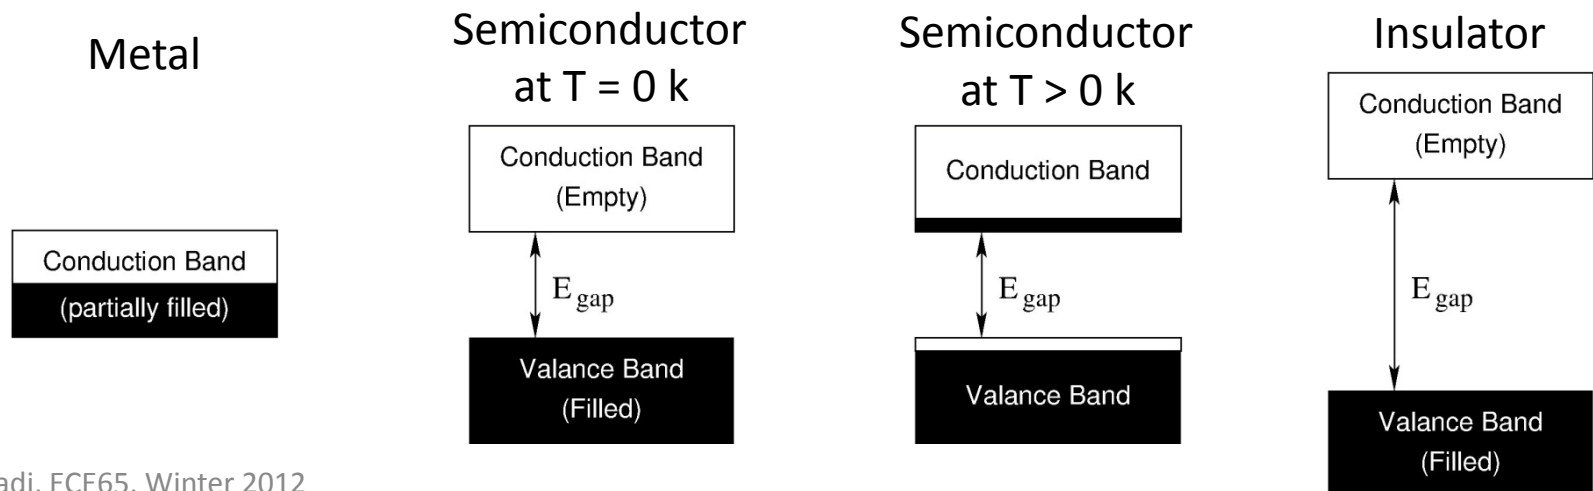 Metal
Semiconductor
at T = 0 k
Semiconductor
at T > 0 k
Insulator
Conduction Band
(partially filled)
Conduction Band
(Empty)
E gap
Valance Band
(Filled)
Conduction Band
E gap
Valance Band
Conduction Band
(Empty)
E gap
Valance Band
(Filled)
Winter 2012